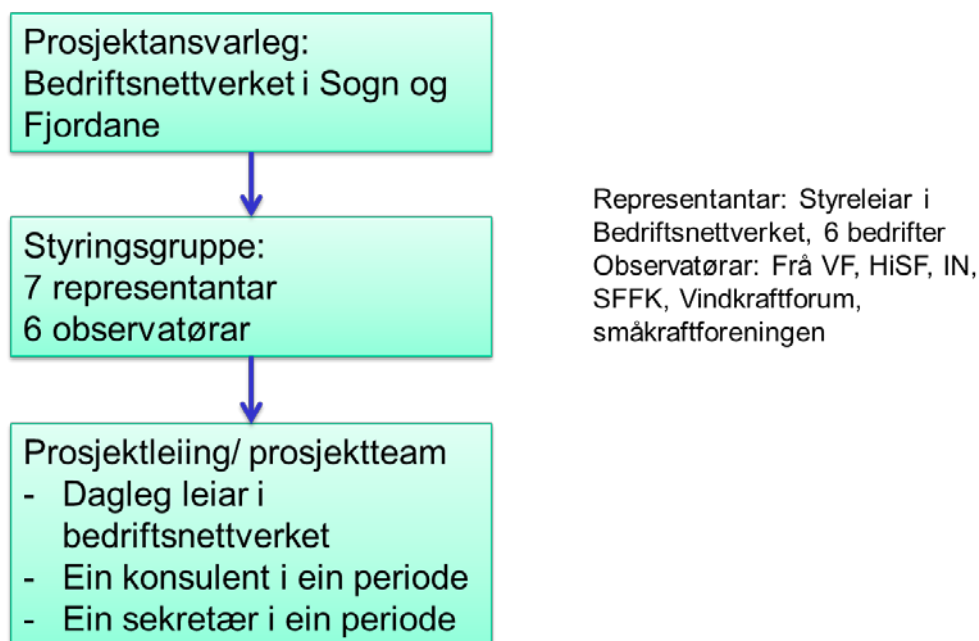 Prosjektansvarleg:
Bedriftsnettverket i Sogn og
Fjordane
Styringsgruppe:
7 representantar
6 observatørar
Representantar: Styreleiar i
Bedriftsnettverket, 6 bedrifter
Observatørar: Frå VF, HiSF, IN,
SFFK, Vindkraftforum,
småkraftforeningen
Prosjektleiing/ prosjektteam
- Dagleg leiar i
bedriftsnettverket
- Ein konsulent i ein periode
- Ein sekretær i ein periode